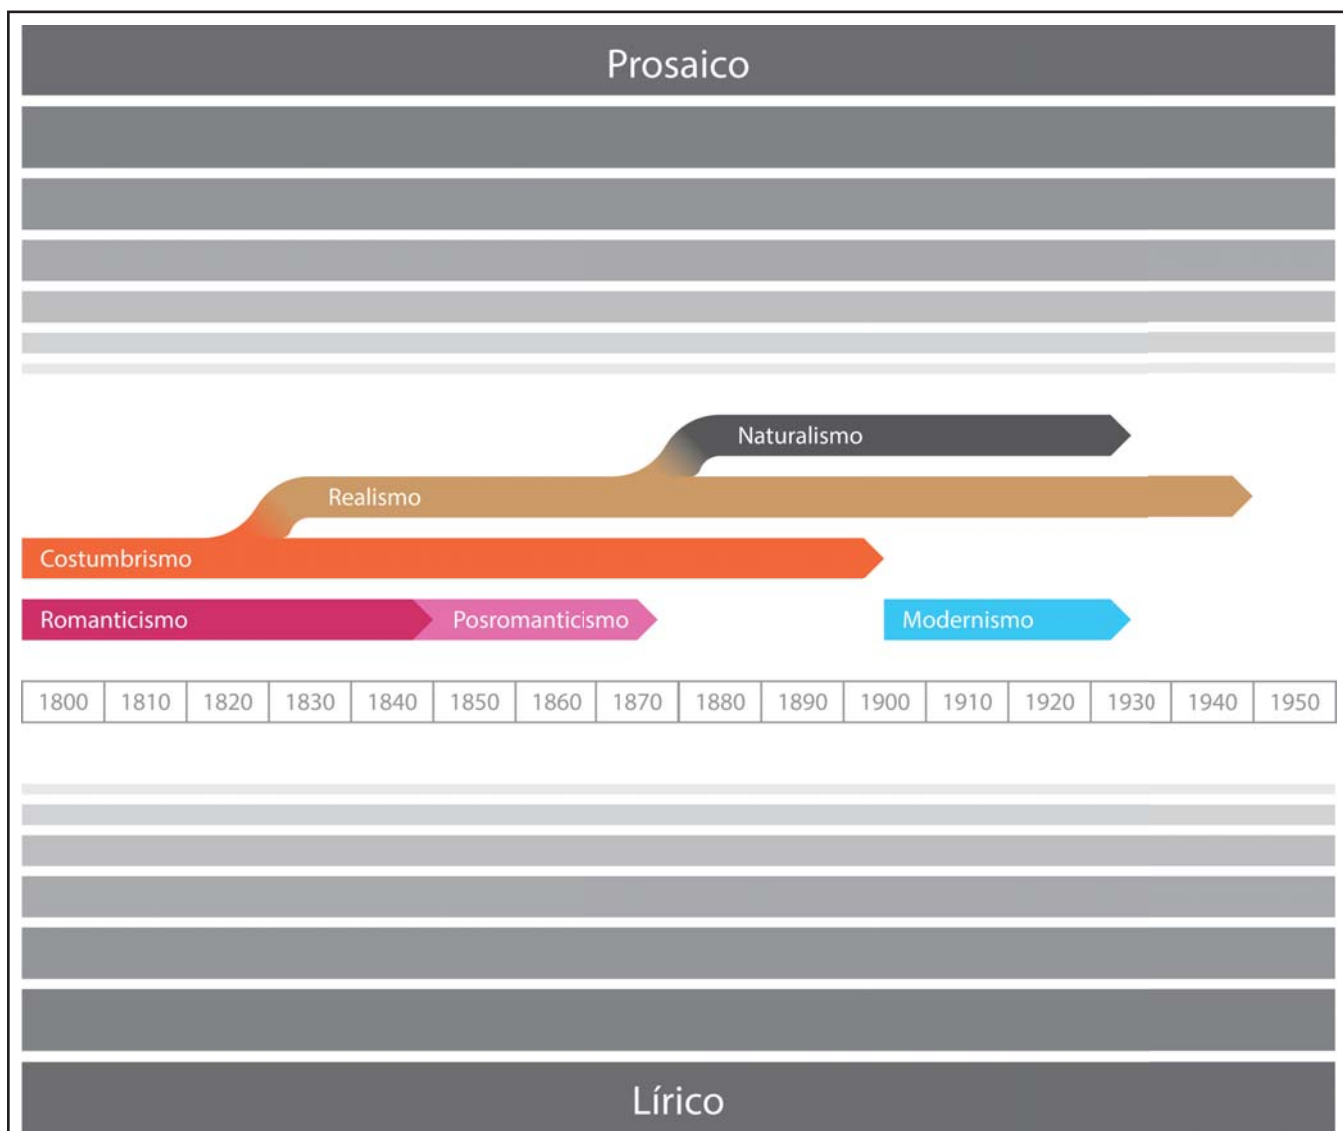 Prosaico
Naturalismo
Realismo
Costumbrismo
Romanticismo Posromanticismo Modernismo
1800 1810 1820 1830 1840 1850 1860 1870 1880 1890 1900 1910 1920 1930 1940 1950
Lírico